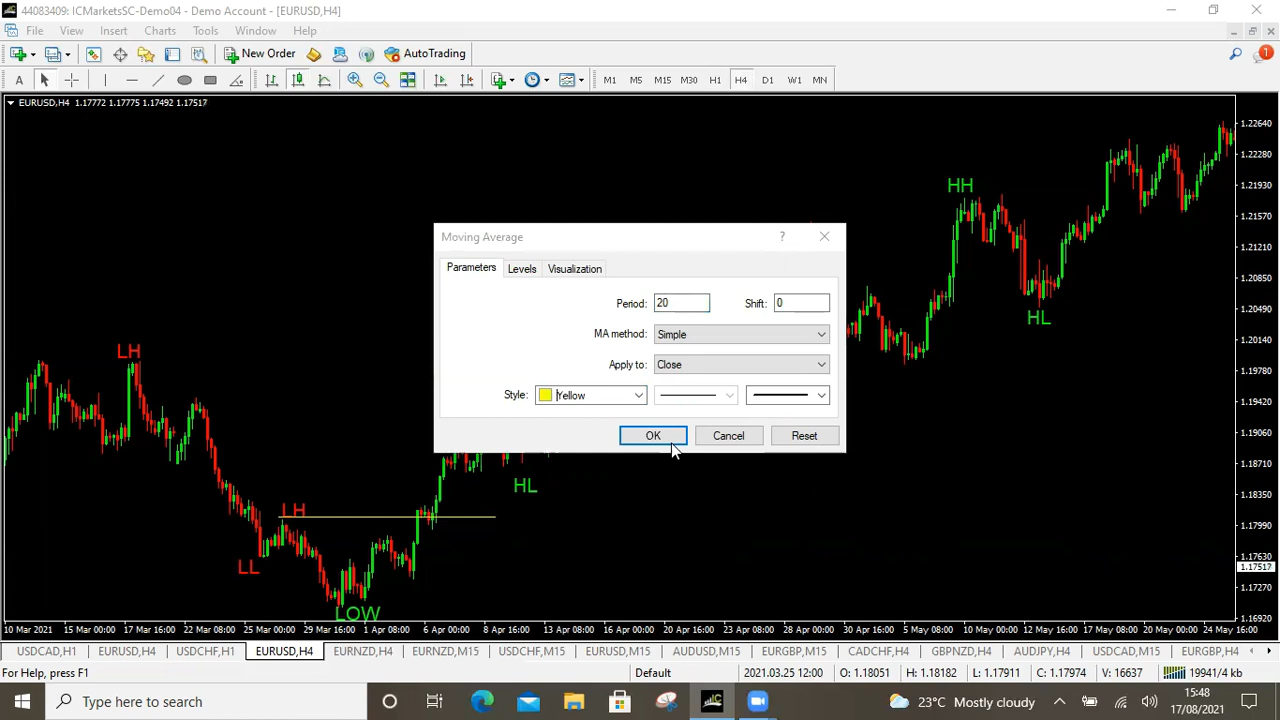 44083409: ICMarketsSC-Demo04 - Demo Account - [EURUSD,H4]
File View Insert Charts Tools Window Help
New Order AutoTrading
1
A M1 M5 M15 M30 H1 H4 D1 W1 MN
EURUSD,H4 1.17772 1.17775 1.17492 1.17517
1.22640
1.22280
1.21930
1.21570
1.21210
1.20850
1.20490
1.20140
1.19780
1.19420
1.19060
1.18710
1.18350
1.17990
1.17630
1.17517
1.17270
1.16920
HH
HL
LH
HL
LH
LL
LOW
Moving Average ?
Parameters Levels Visualization
Period: 20 Shift: 0
MA method: Simple
Apply to: Close
Style: Yellow
OK Cancel Reset
10 Mar 2021 15 Mar 00:00 17 Mar 16:00 22 Mar 08:00 25 Mar 00:00 29 Mar 16:00 1 Apr 08:00 6 Apr 00:00 8 Apr 16:00 13 Apr 08:00 16 Apr 00:00 20 Apr 16:00 23 Apr 08:00 28 Apr 00:00 30 Apr 16:00 5 May 08:00 10 May 00:00 12 May 16:00 17 May 08:00 20 May 00:00 24 May 16:00
USDCAD,H1 EURUSD,H4 USDCHF,H1 EURUSD,H4 EURNZD,H4 EURNZD,M15 USDCHF,M15 EURUSD,M15 AUDUSD,M15 EURGBP,M15 CADCHF,H4 GBPNZD,H4 AUDJPY,H4 USDCAD,M15 EURGBP,H4
For Help, press F1 Default 2021.03.25 12:00 O: 1.18051 H: 1.18182 L: 1.17911 C: 1.17974 V: 16637 19941/4 kb
Type here to search 23°C Mostly cloudy 15:48
17/08/2021